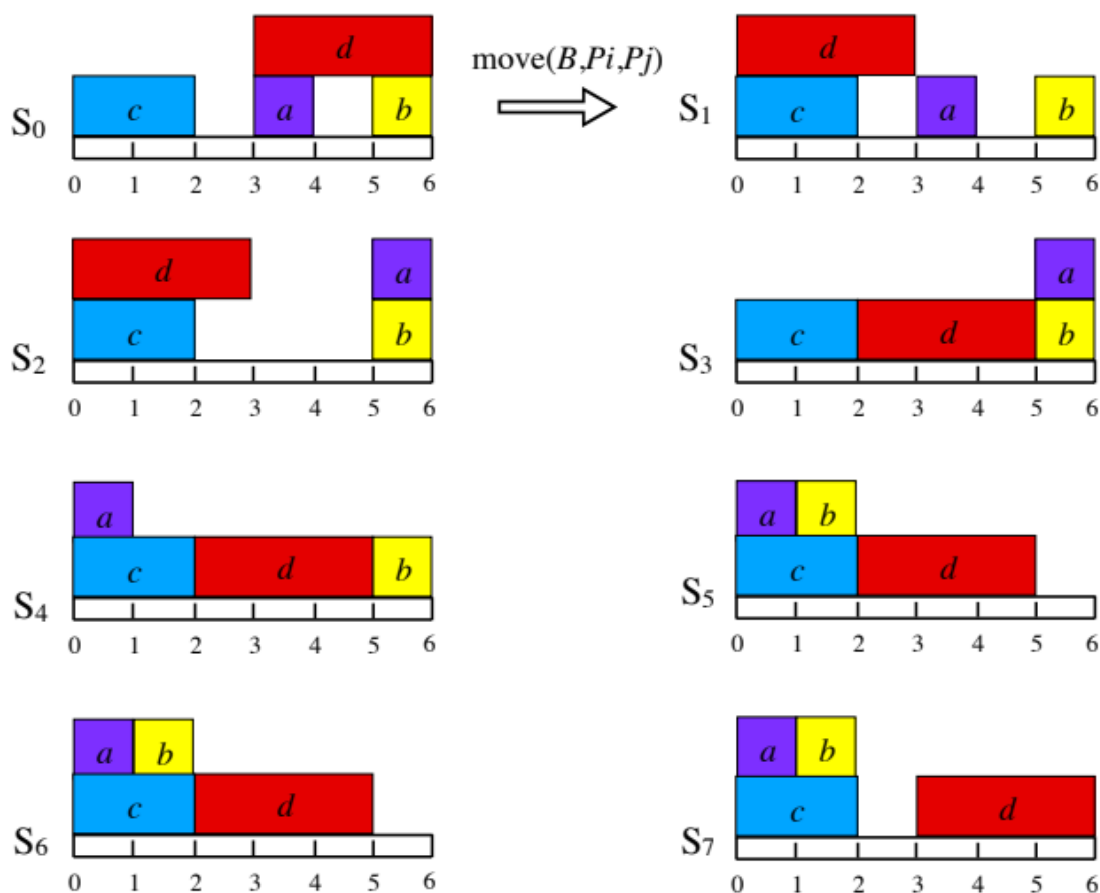 d d
move(B,Pi,Pj)
S0 c a b S1 c a b
0 1 2 3 4 5 6 0 1 2 3 4 5 6
d a a
S2 c b S3 c d b
0 1 2 3 4 5 6 0 1 2 3 4 5 6
a a b
S4 c d b S5 c d
0 1 2 3 4 5 6 0 1 2 3 4 5 6
a b a b
S6 c d S7 c d
0 1 2 3 4 5 6 0 1 2 3 4 5 6